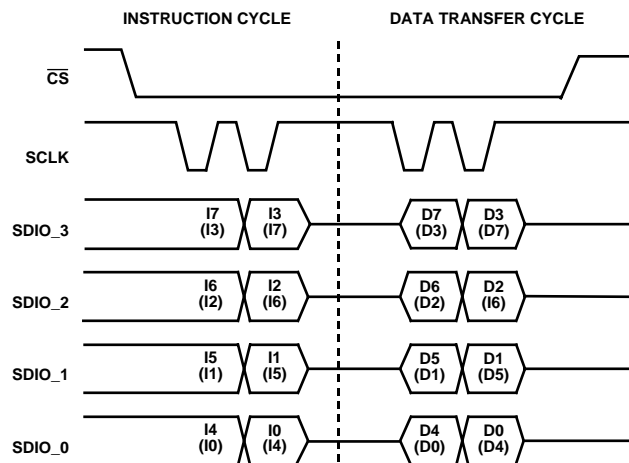 INSTRUCTION CYCLE DATA TRANSFER CYCLE
CS
SCLK
SDIO_3 I7 I3 D7 D3
(I3) (I7) (D3) (D7)
SDIO_2 I6 I2 D6 D2
(I2) (I6) (D2) (I6)
SDIO_1 I5 I1 D5 D1
(I1) (I5) (D1) (D5)
SDIO_0 I4 I0 D4 D0
(I0) (I4) (D0) (D4)